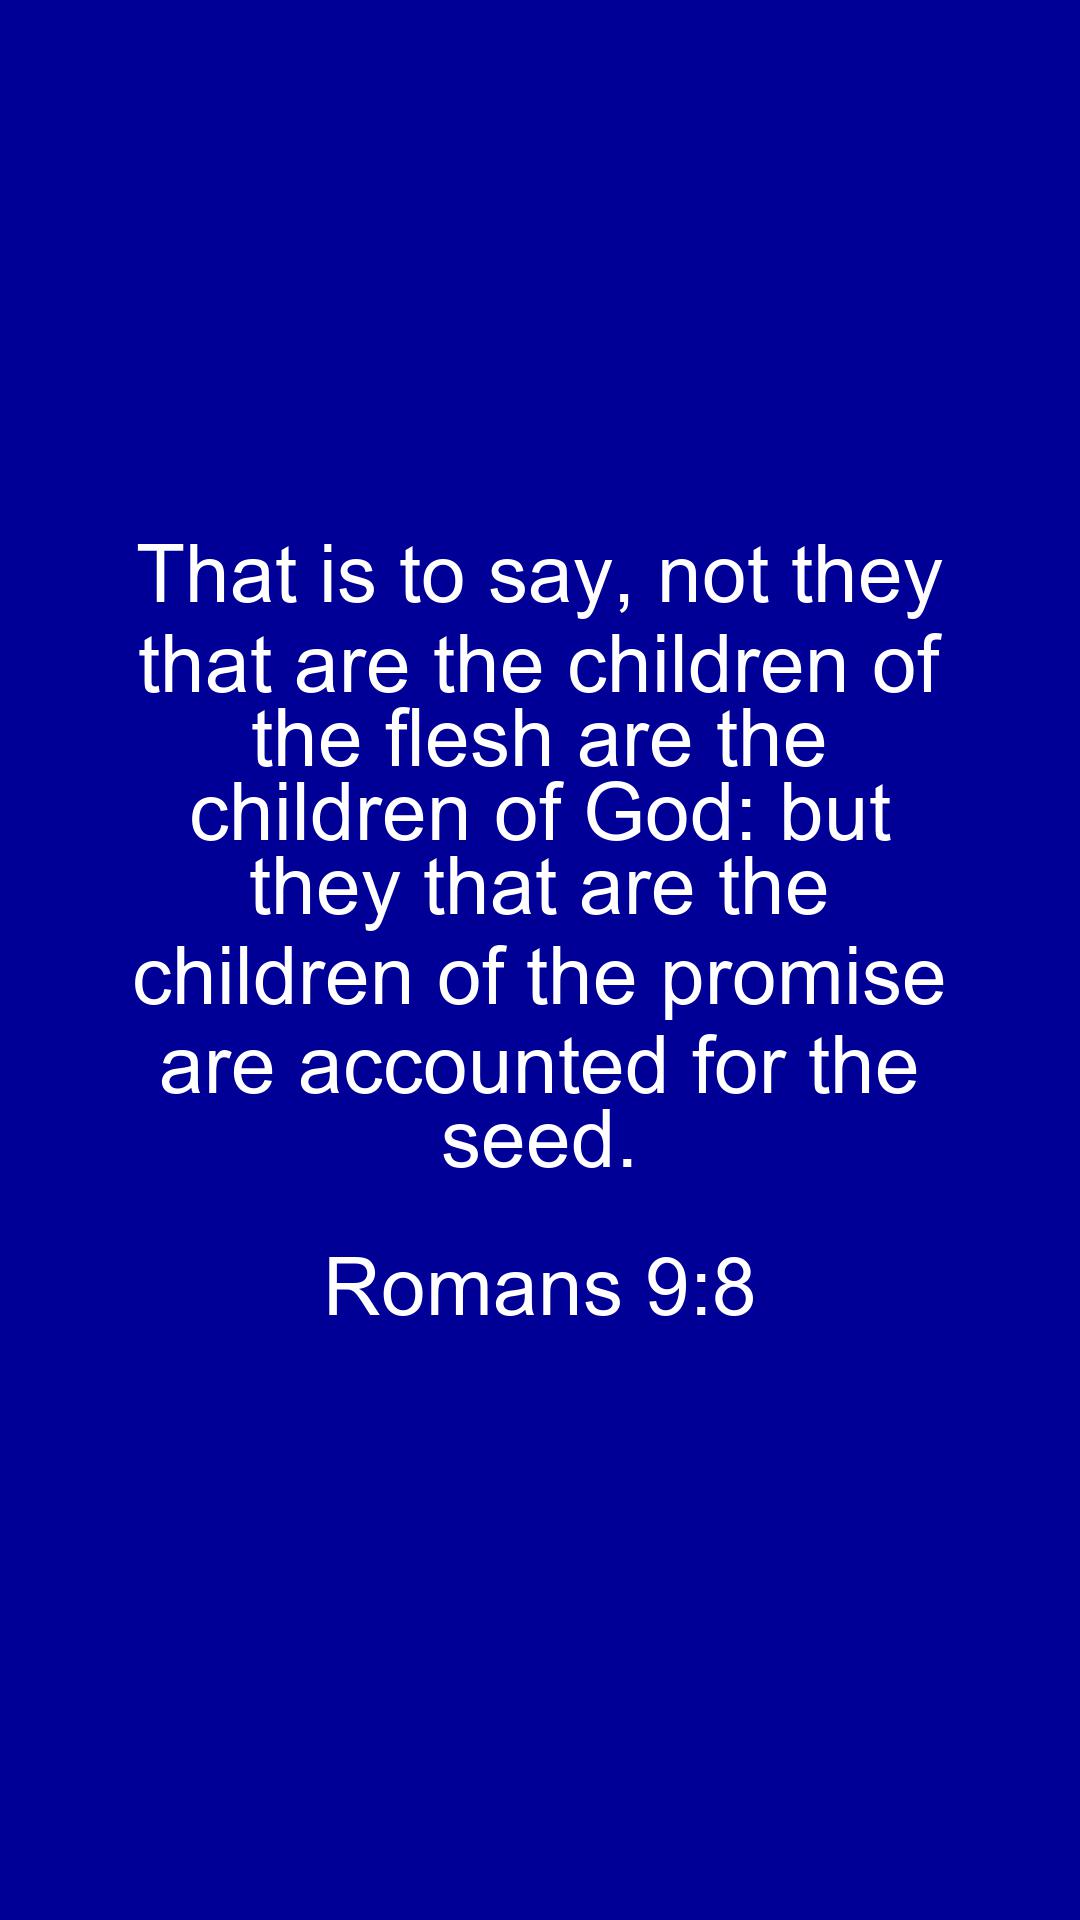 That is to say, not they
that are the children of
the flesh are the
children of God: but
they that are the
children of the promise
are accounted for the
seed.
Romans 9:8